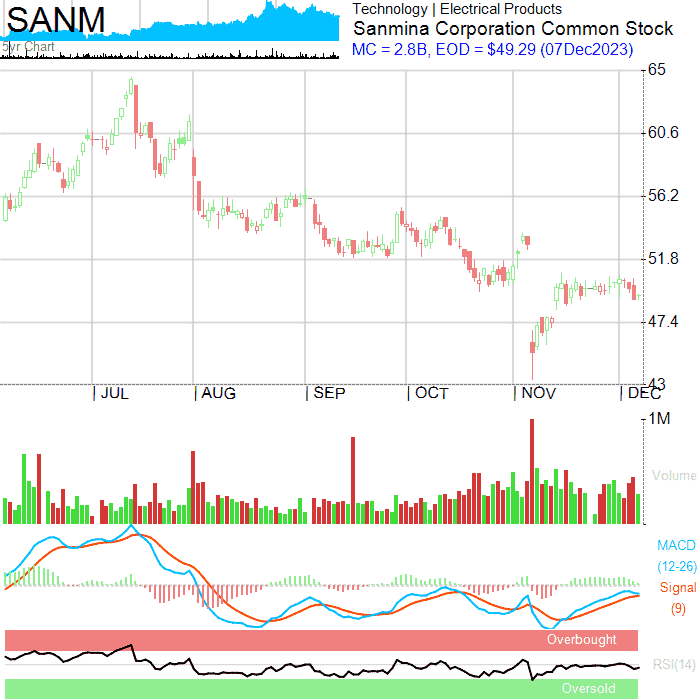 SANM
5yr Chart
Technology | Electrical Products
Sanmina Corporation Common Stock
MC = 2.8B, EOD = $49.29 (07Dec2023)
65
60.6
56.2
51.8
47.4
43
JUL AUG SEP OCT NOV DEC
1M
Volume
MACD
(12-26)
Signal
(9)
Overbought
RSI(14)
Oversold